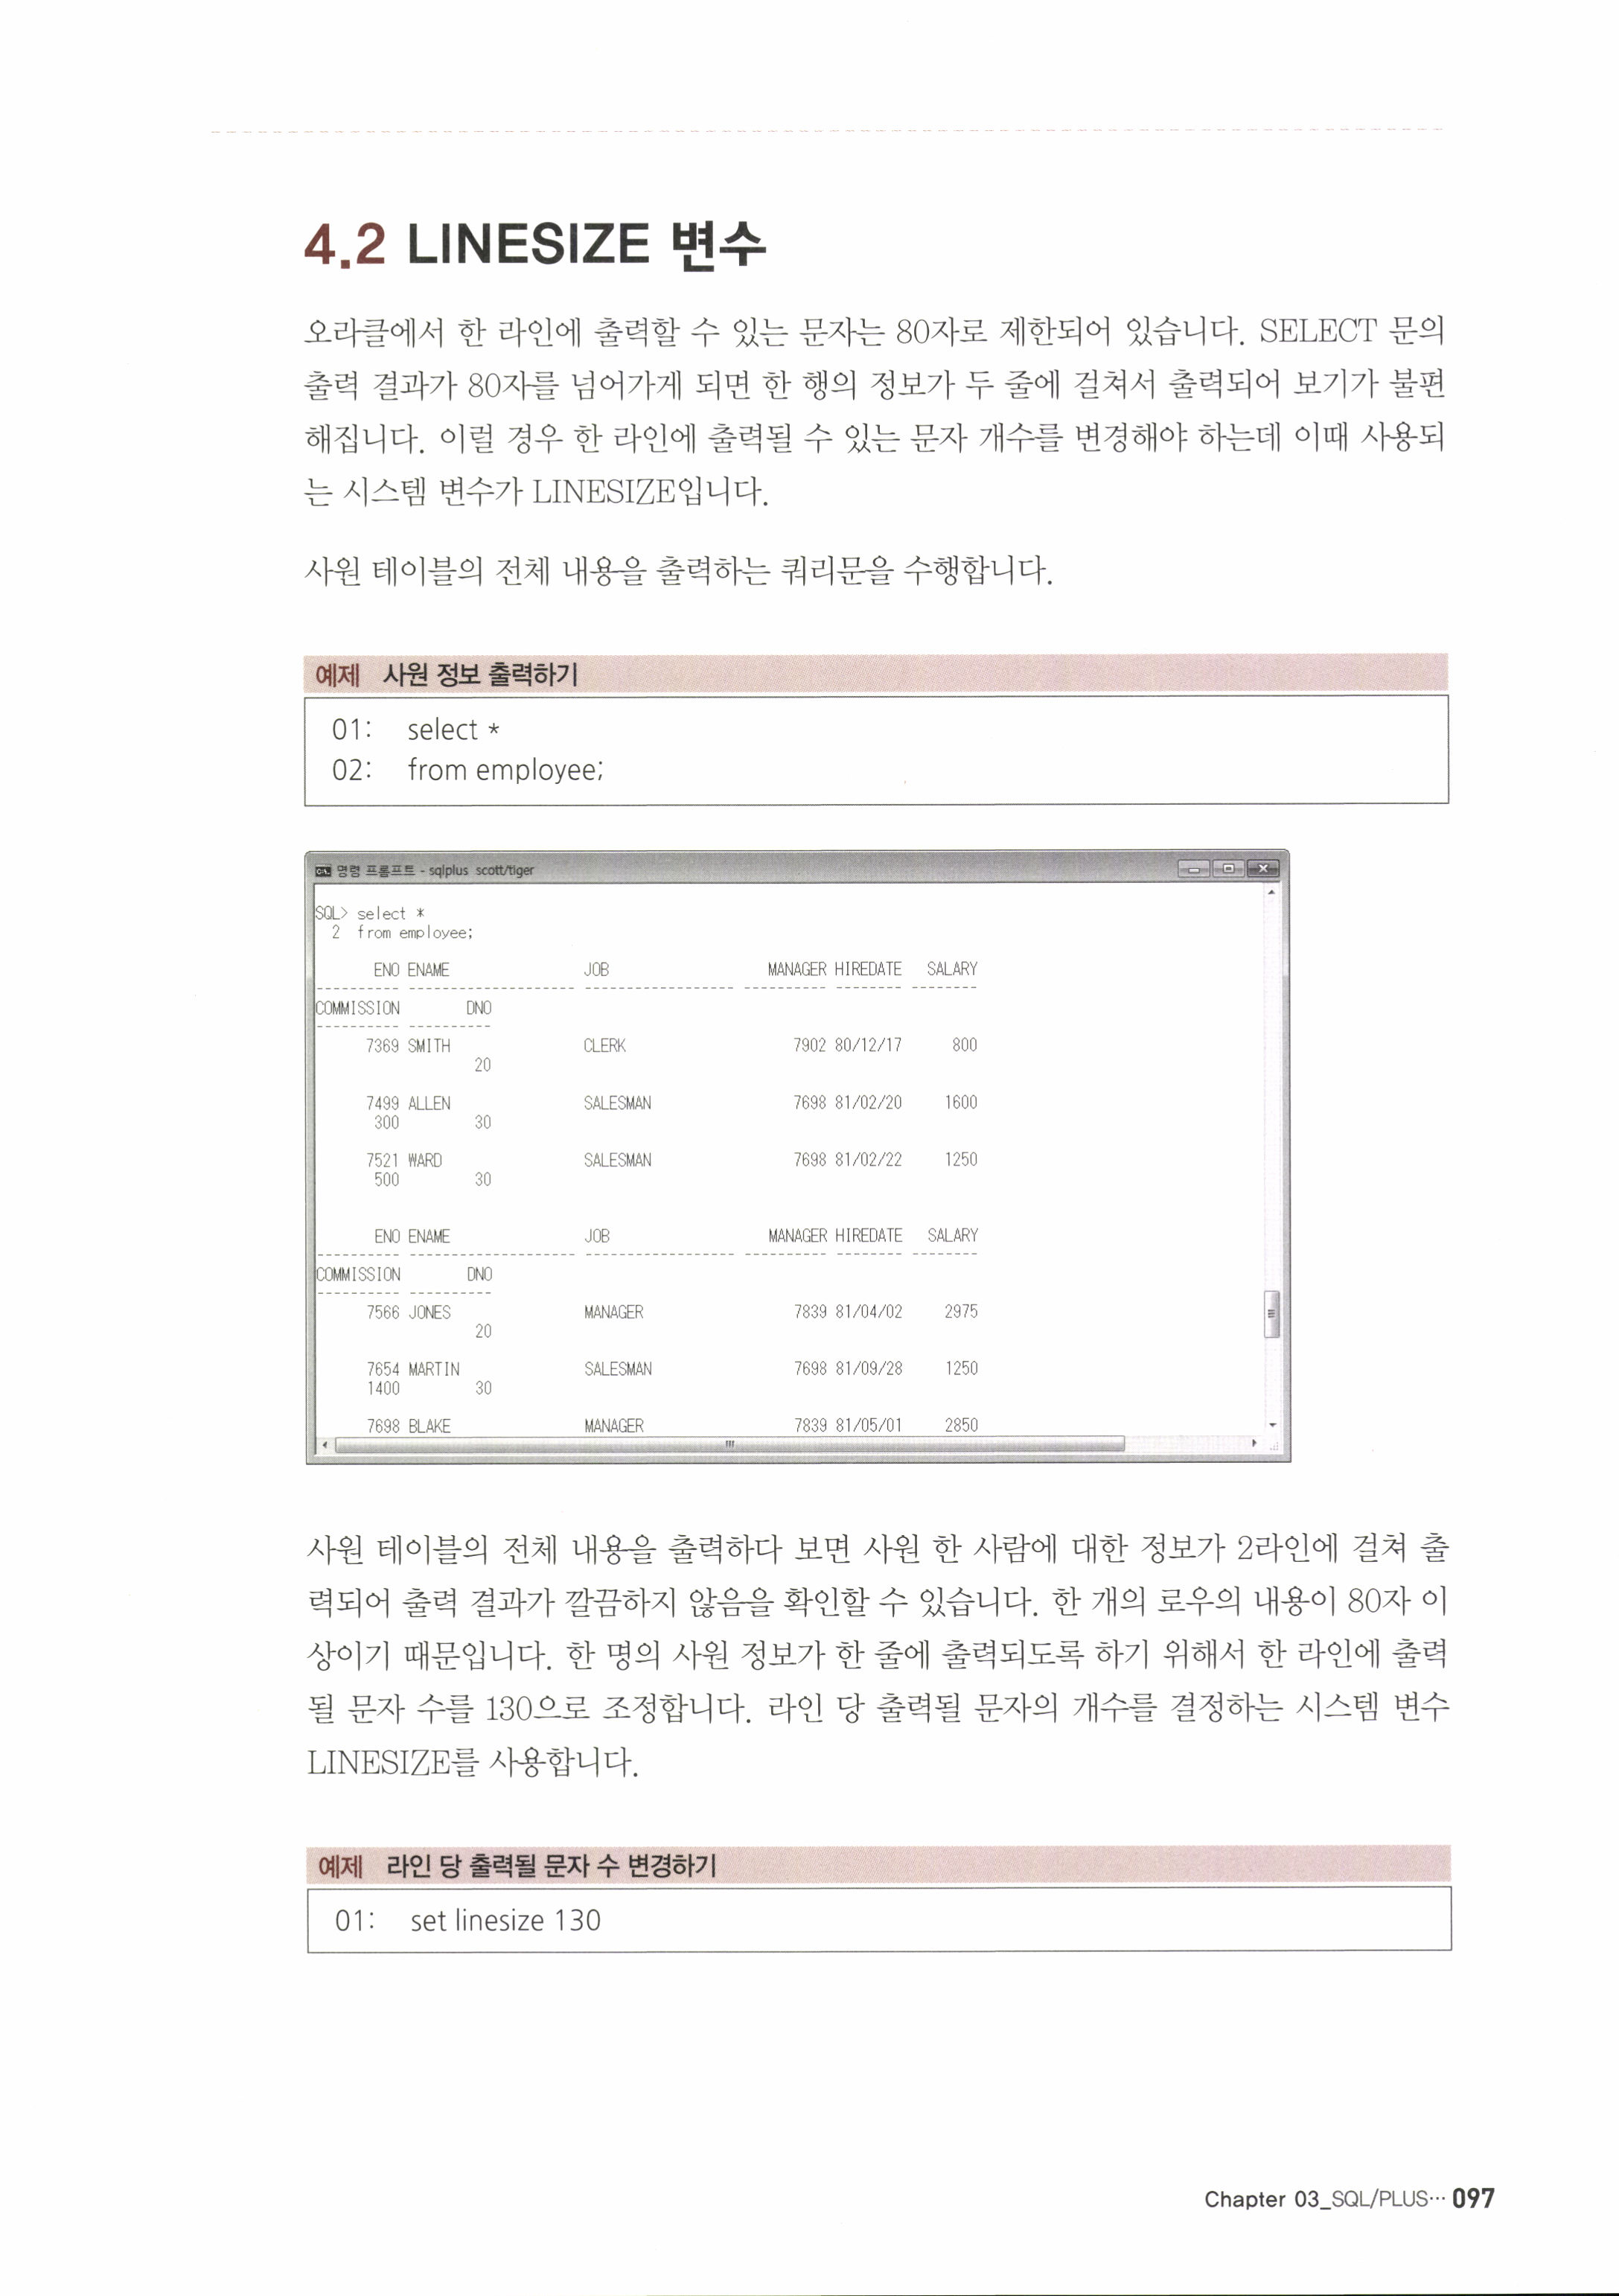 4.2 LINESIZE 변수
오라클에서 한 라인에 출력할 수 있는 문자는 80자로 제한되어 있습니다. SELECT 문의
출력 결과가 80자를 넘어가게 되면 한 행의 정보가 두 줄에 걸쳐서 출력되어 보기가 불편
해집니다. 이럴 경우 한 라인에 출력될 수 있는 문자 개수를 변경해야 하는데 이때 사용되
는 시스템 변수가 LINESIZE입니다.
사원 테이블의 전체 내용을 출력하는 쿼리문을 수행합니다.
예제 사원 정보 출력하기
01: select *
02: from employee;
명령 프롬프트 - sqlplus scott/tiger
SQL> select *
2 from employee;
ENO ENAME JOB MANAGER HIREDATE SALARY
---------- -------------------- ------------------ ---------- -------- --------
COMMISSION DNO
---------- ----------
7369 SMITH CLERK 7902 80/12/17 800
20
7499 ALLEN SALESMAN 7698 81/02/20 1600
300 30
7521 WARD SALESMAN 7698 81/02/22 1250
500 30
ENO ENAME JOB MANAGER HIREDATE SALARY
---------- -------------------- ------------------ ---------- -------- --------
COMMISSION DNO
---------- ----------
7566 JONES MANAGER 7839 81/04/02 2975
20
7654 MARTIN SALESMAN 7698 81/09/28 1250
1400 30
7698 BLAKE MANAGER 7839 81/05/01 2850
사원 테이블의 전체 내용을 출력하다 보면 사원 한 사람에 대한 정보가 2라인에 걸쳐 출
력되어 출력 결과가 깔끔하지 않음을 확인할 수 있습니다. 한 개의 로우의 내용이 80자 이
상이기 때문입니다. 한 명의 사원 정보가 한 줄에 출력되도록 하기 위해서 한 라인에 출력
될 문자 수를 130으로 조정합니다. 라인 당 출력될 문자의 개수를 결정하는 시스템 변수
LINESIZE를 사용합니다.
예제 라인 당 출력될 문자 수 변경하기
01: set linesize 130
Chapter 03_SQL/PLUS··· 097